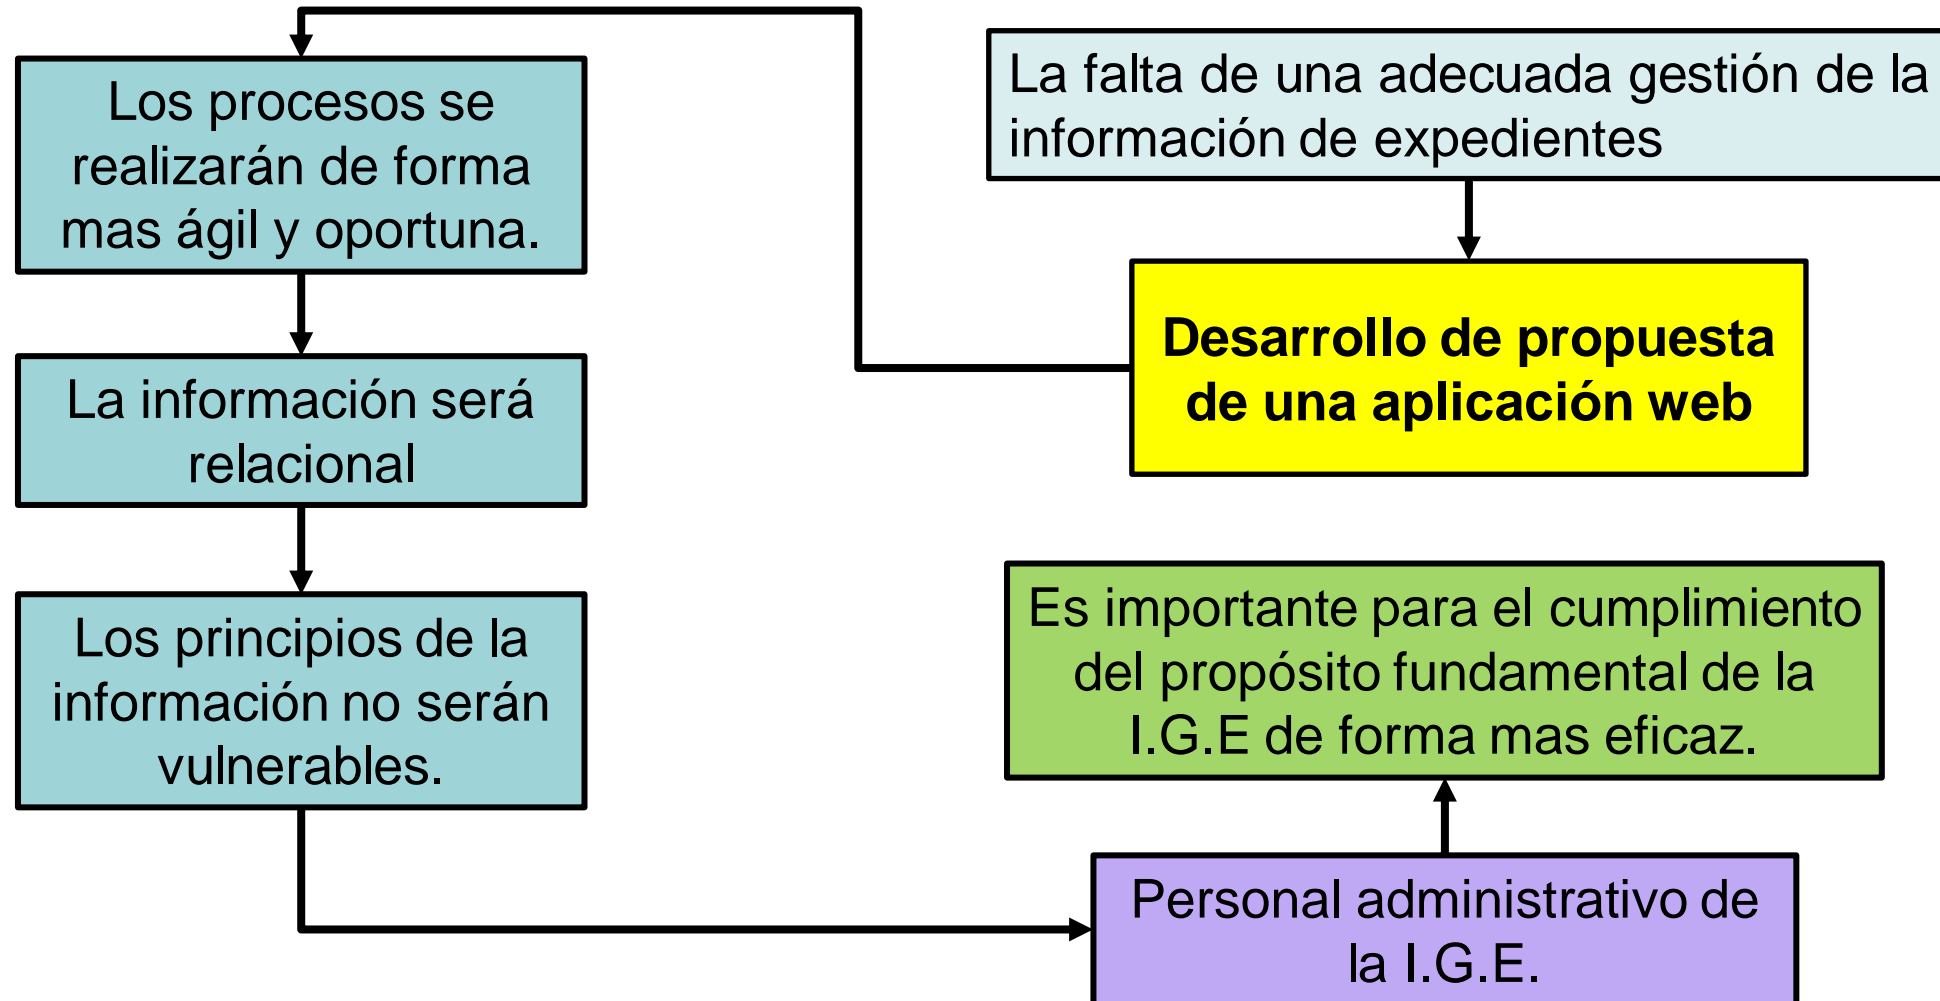 La falta de una adecuada gestión de la
información de expedientes
Desarrollo de propuesta
de una aplicación web
Los procesos se
realizarán de forma
mas ágil y oportuna.
La información será
relacional
Los principios de la
información no serán
vulnerables.
Personal administrativo de
la I.G.E.
Es importante para el cumplimiento
del propósito fundamental de la
I.G.E de forma mas eficaz.